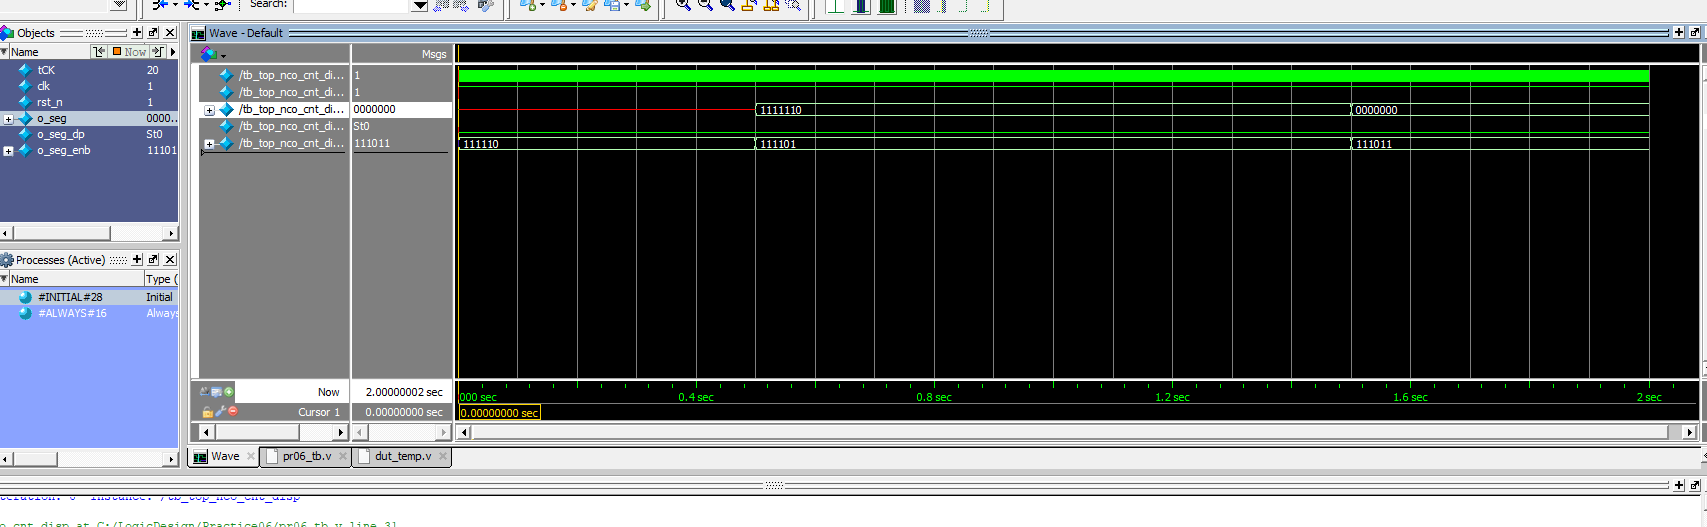 Search:
Objects
Wave - Default
Name
Now
Msgs
tCK 20
clk 1
rst_n 1
o_seg 0000..
o_seg_dp St0
o_seg_enb 11101
/tb_top_nco_cnt_di... 1
/tb_top_nco_cnt_di... 1
/tb_top_nco_cnt_di... 0000000 1111110 0000000
/tb_top_nco_cnt_di... St0
/tb_top_nco_cnt_di... 111011 111110 111101 111011
Processes (Active)
Name Type (
#INITIAL#28 Initial
#ALWAYS#16 Always
Now 2.00000002 sec
000 sec 0.4 sec 0.8 sec 1.2 sec 1.6 sec 2 sec
Cursor 1 0.00000000 sec 0.00000000 sec
Wave pr06_tb.v dut_temp.v
teration: 0 Instance: /tb_top_nco_cnt_disp
o_cnt_disp at C:/LogicDesign/Practice06/pr06_tb.v line 31